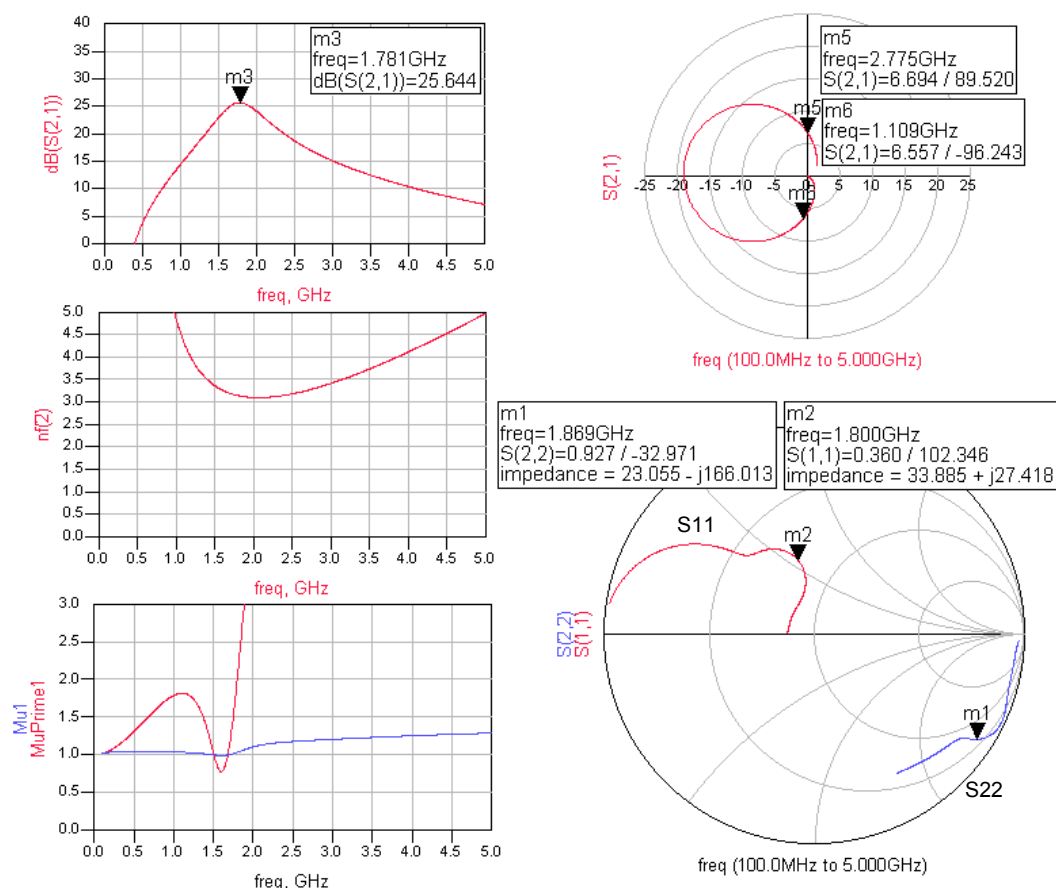 40
35
30
25
20
15
10
5
0
dB(S(2,1))
m3
freq=1.781GHz
dB(S(2,1))=25.644
m3
0.0 0.5 1.0 1.5 2.0 2.5 3.0 3.5 4.0 4.5 5.0
freq, GHz
m5
freq=2.775GHz
S(2,1)=6.694 / 89.520
m6
freq=1.109GHz
S(2,1)=6.557 / -96.243
m5
m6
S(2,1)
-25 -20 -15 -10 -5 0 5 10 15 20 25
freq (100.0MHz to 5.000GHz)
5.0
4.5
4.0
3.5
3.0
2.5
2.0
1.5
1.0
0.5
0.0
nf(2)
0.0 0.5 1.0 1.5 2.0 2.5 3.0 3.5 4.0 4.5 5.0
freq, GHz
m1
freq=1.869GHz
S(2,2)=0.927 / -32.971
impedance = 23.055 - j166.013
m2
freq=1.800GHz
S(1,1)=0.360 / 102.346
impedance = 33.885 + j27.418
S11
m2
S(2,2)
S(1,1)
m1
S22
freq (100.0MHz to 5.000GHz)
3.0
2.5
2.0
1.5
1.0
0.5
0.0
Mu1
MuPrime1
0.0 0.5 1.0 1.5 2.0 2.5 3.0 3.5 4.0 4.5 5.0
freq, GHz